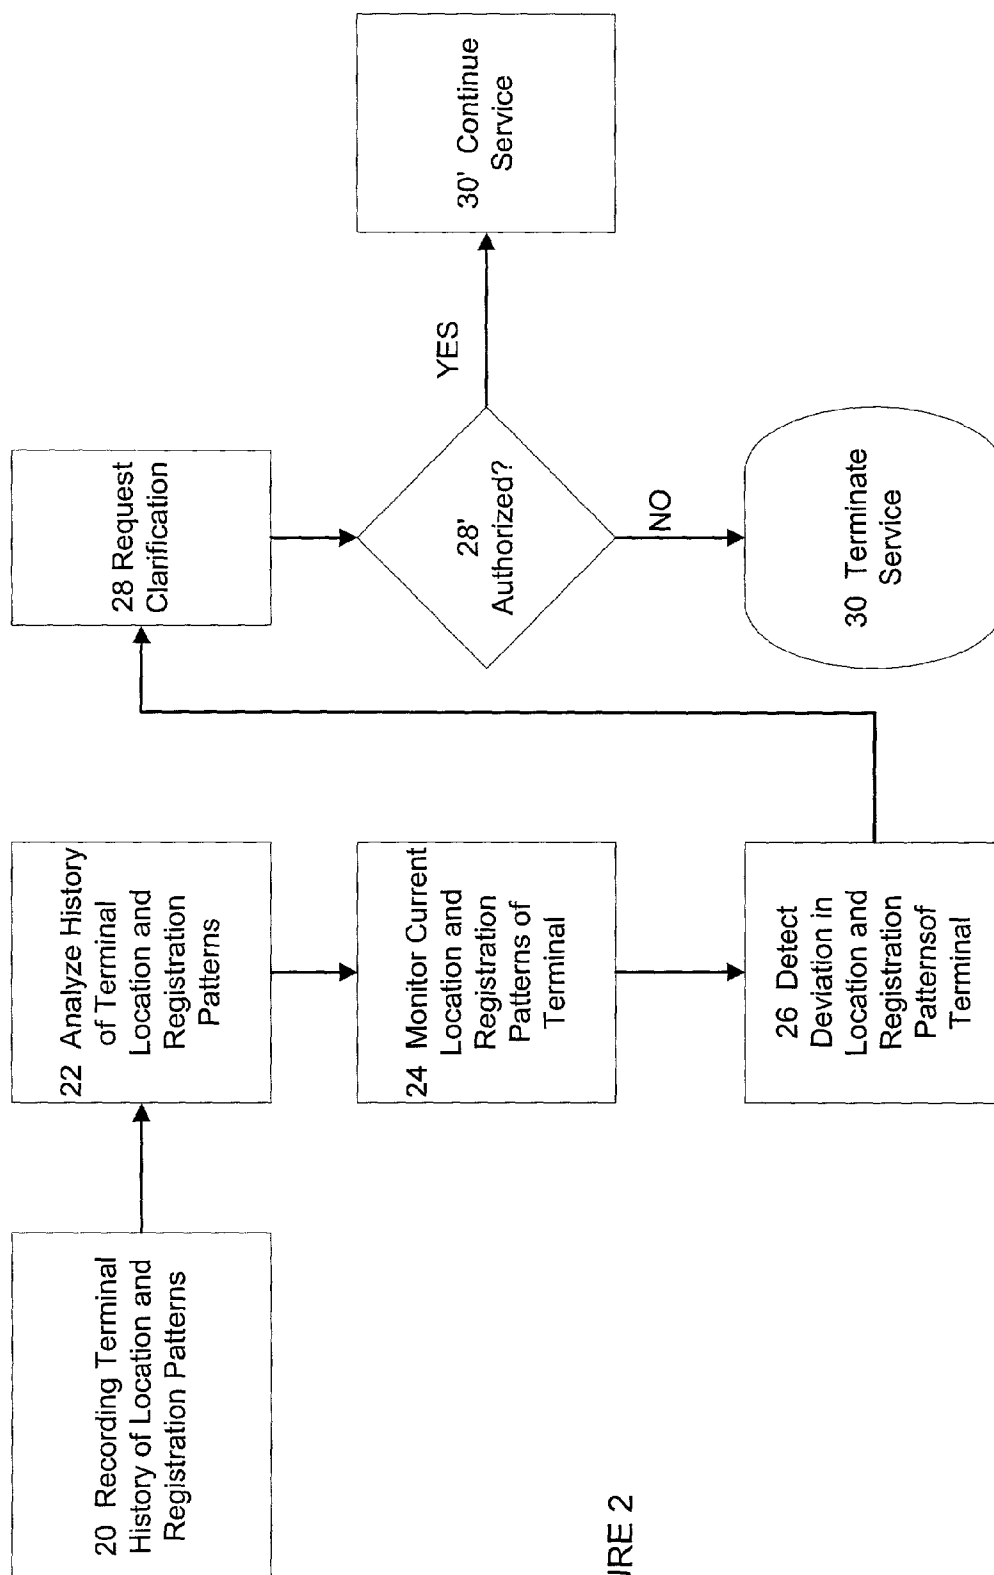 20 Recording Terminal
History of Location and
Registration Patterns
22 Analyze History
of Terminal
Location and
Registration
Patterns
24 Monitor Current
Location and
Registration
Patterns of
Terminal
26 Detect
Deviation in
Location and
Registration
Patternsof
Terminal
28 Request
Clarification
28'
Authorized?
YES
30' Continue
Service
NO
30 Terminate
Service
URE 2